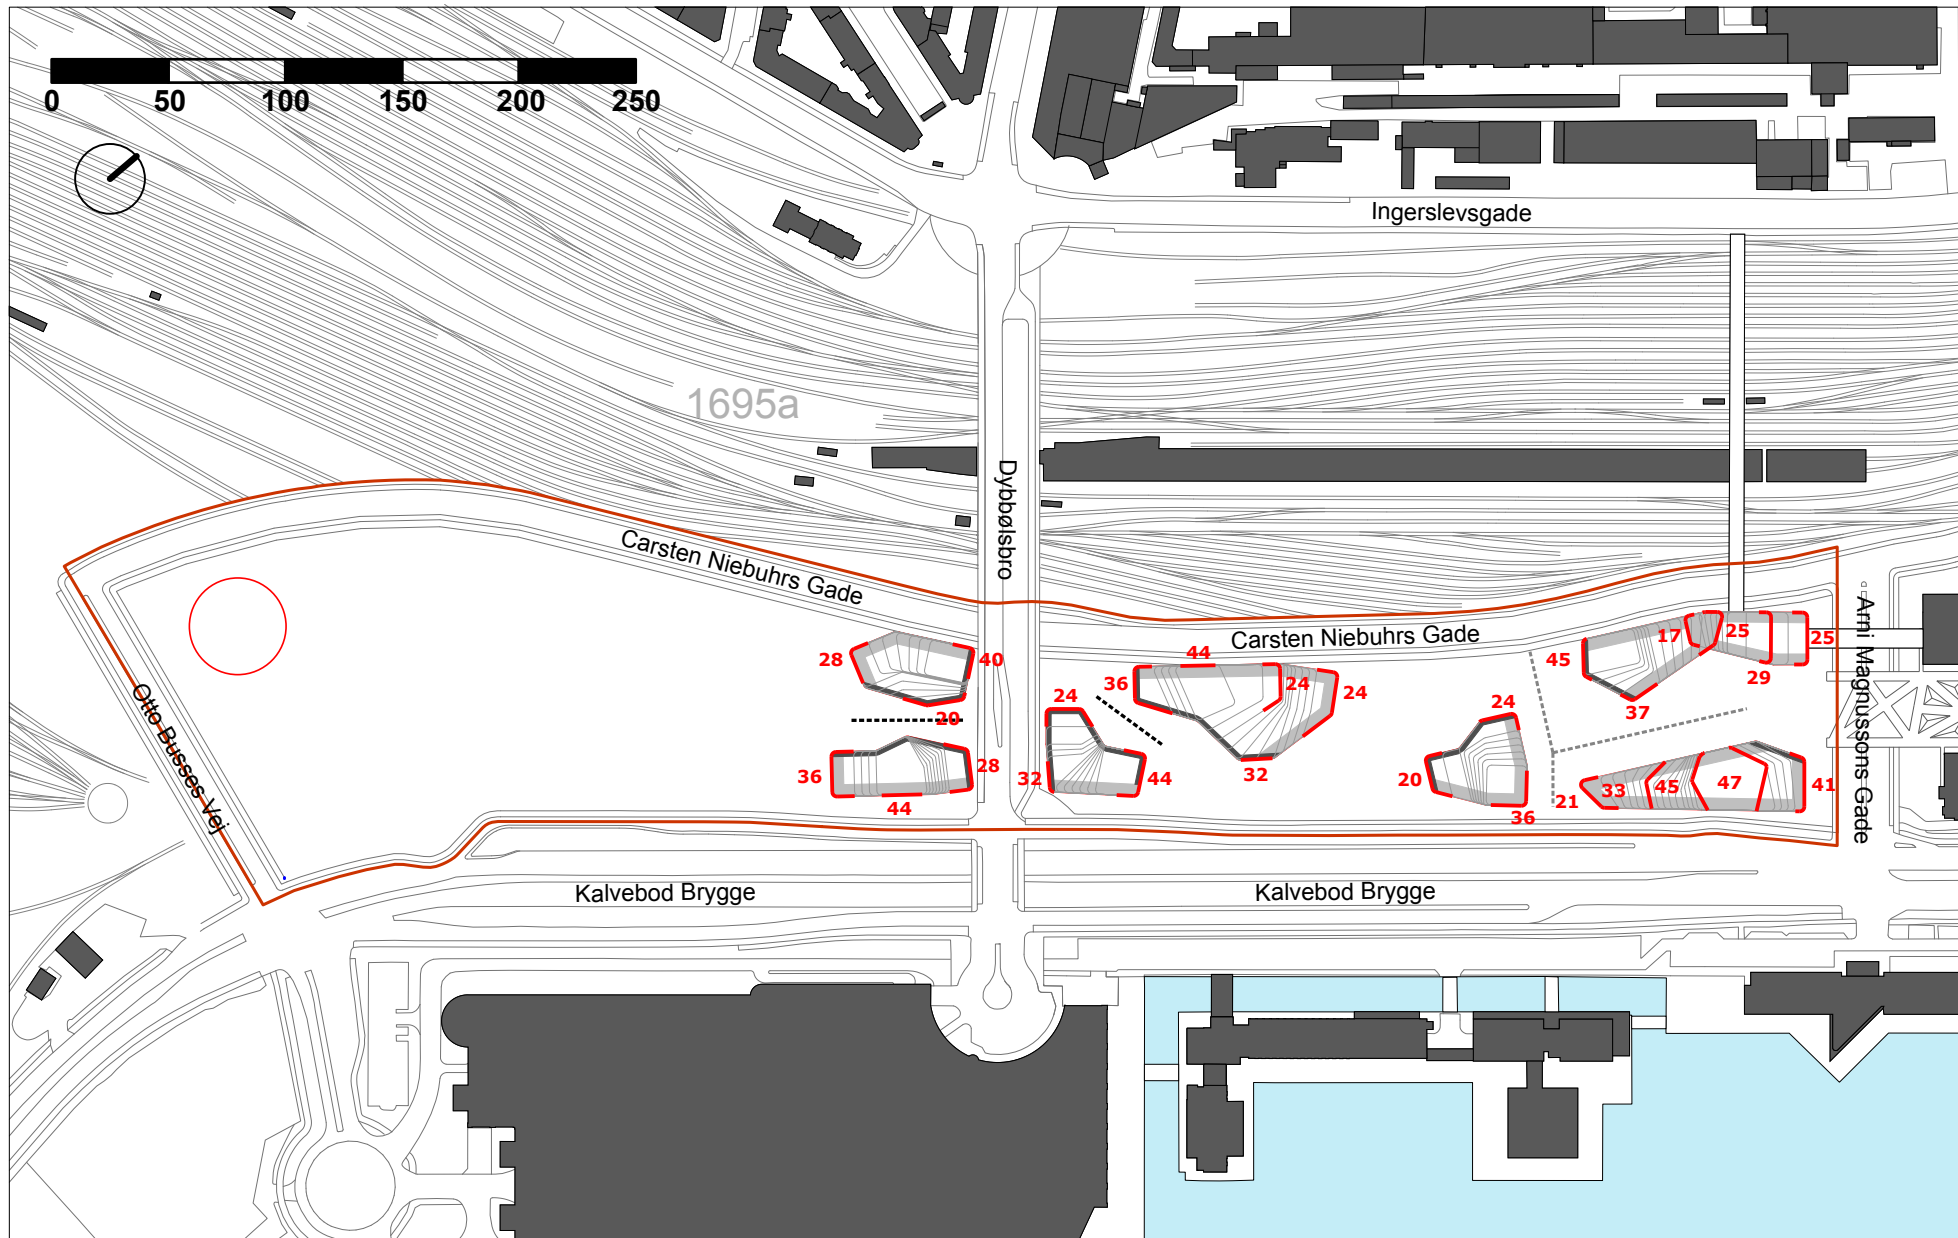 0 50 100 150 200 250
Ingerslevsgade
1695a
Dybbølsbro
Carsten Niebuhrs Gade
Carsten Niebuhrs Gade
Arni Magnussons Gade
Otto Busses Vej
28
40
20
36
28
44
24
32
44
36
44
24
24
32
24
20
36
45
17
25
25
29
37
21
33
45
47
41
Kalvebod Brygge
Kalvebod Brygge